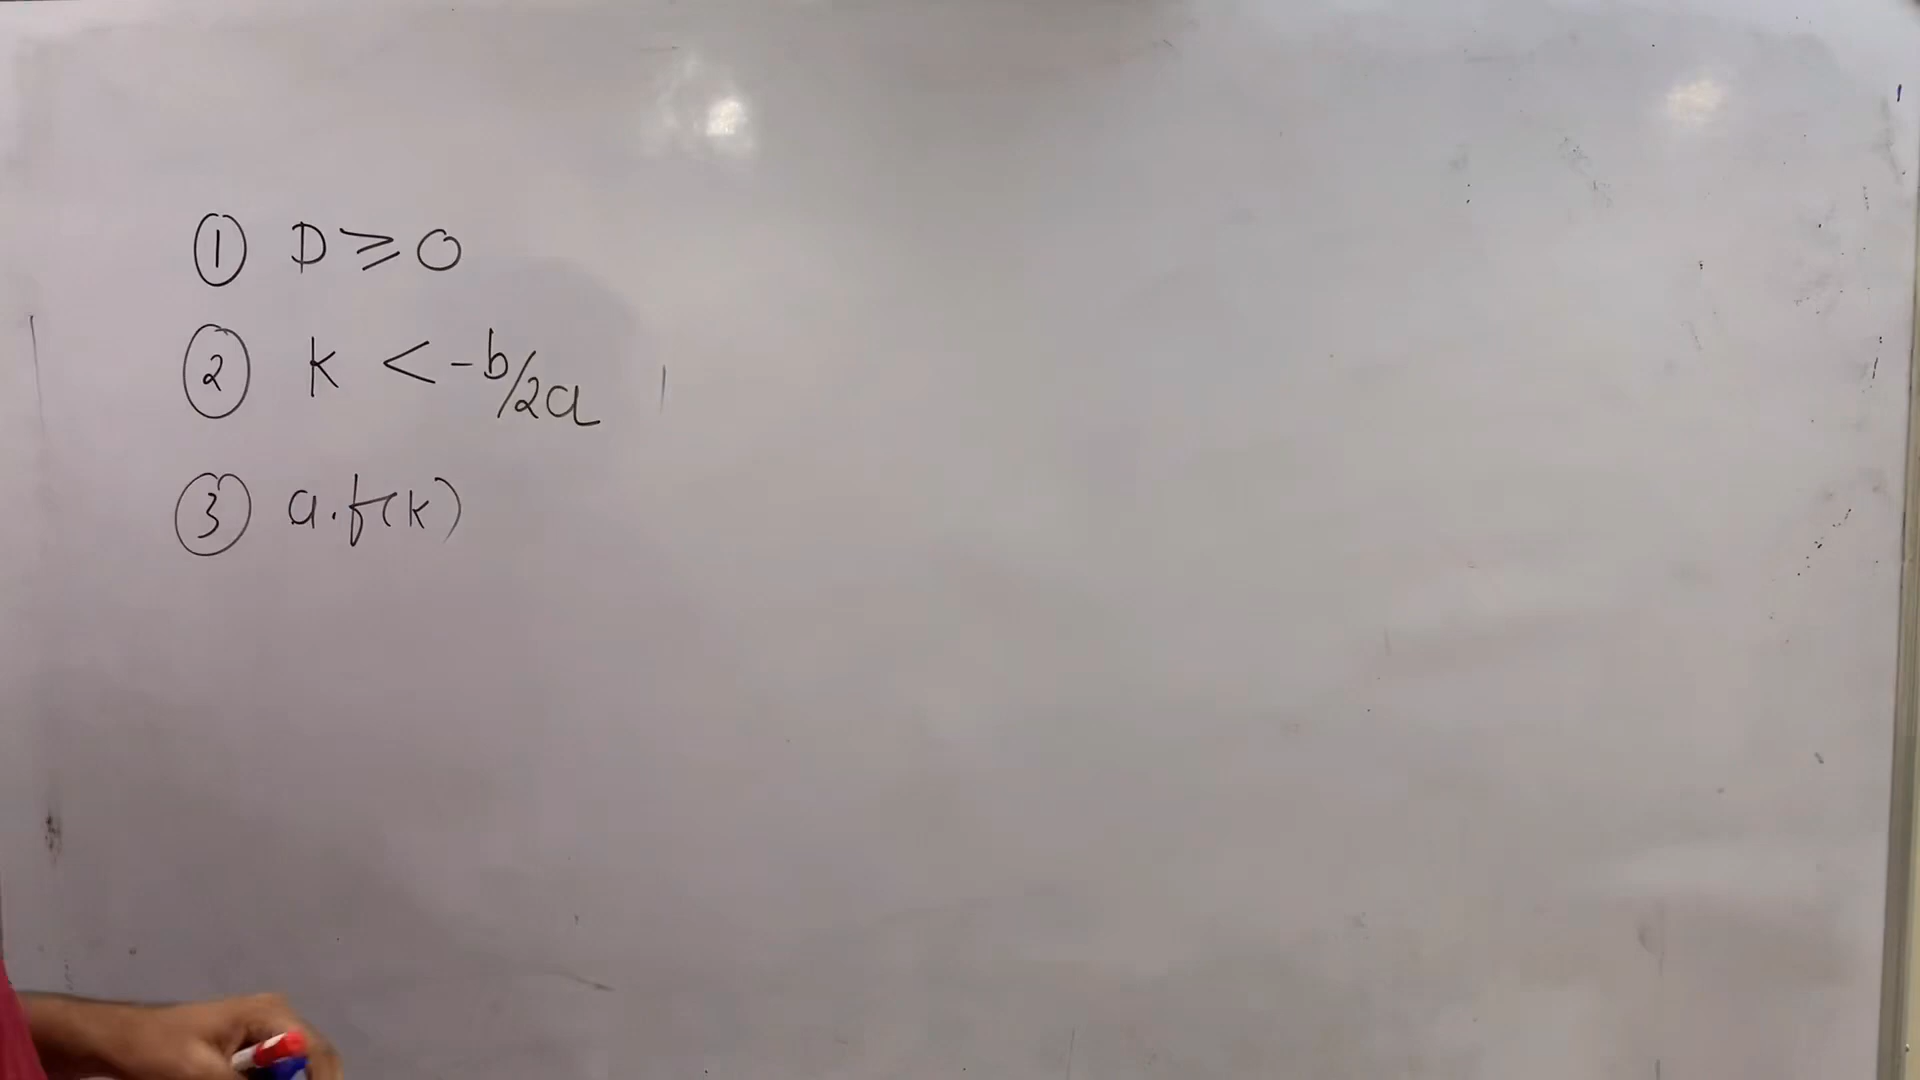 ① D ≥ 0
② K < -b/2a
③ a.f(K)